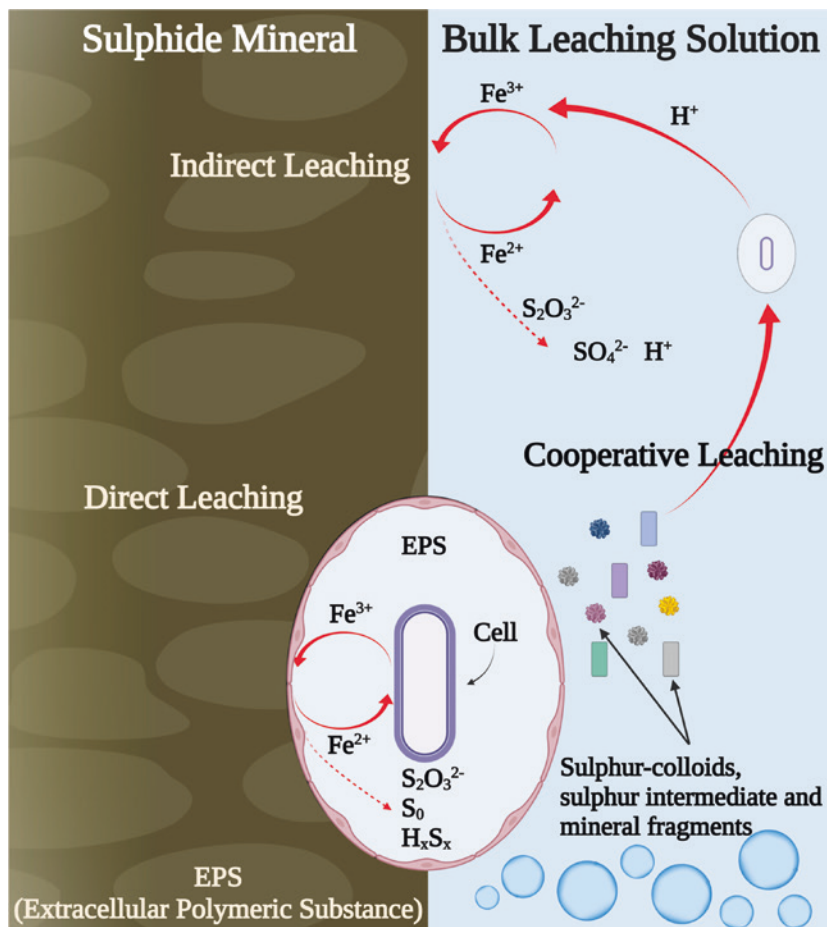 Sulphide Mineral
Bulk Leaching Solution
Fe³⁺
H⁺
Indirect Leaching
Fe²⁺
S₂O₃²⁻
SO₄²⁻ H⁺
Cooperative Leaching
Direct Leaching
EPS
Fe³⁺
Cell
Fe²⁺
S₂O₃²⁻
S₀
HₓSₓ
Sulphur-colloids,
sulphur intermediate and
mineral fragments
EPS
(Extracellular Polymeric Substance)